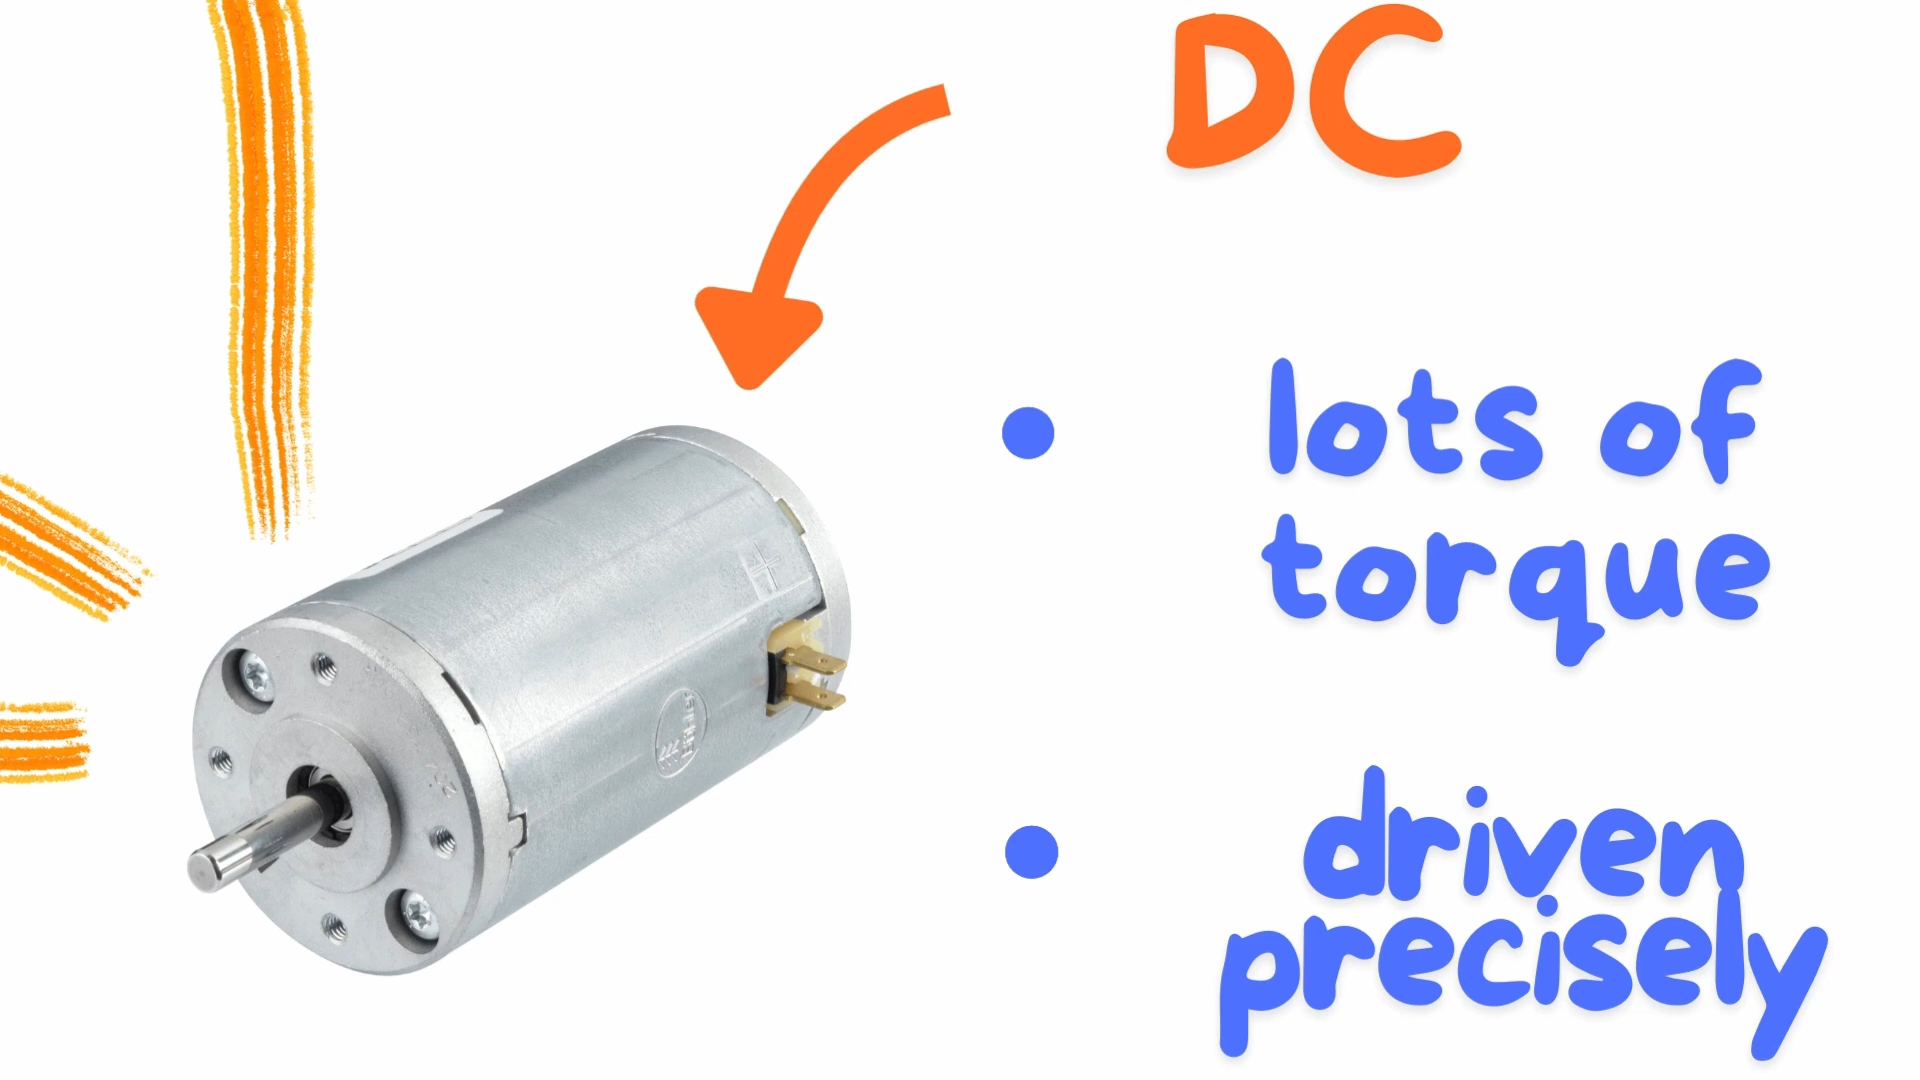 DC
lots of
torque
driven
precisely